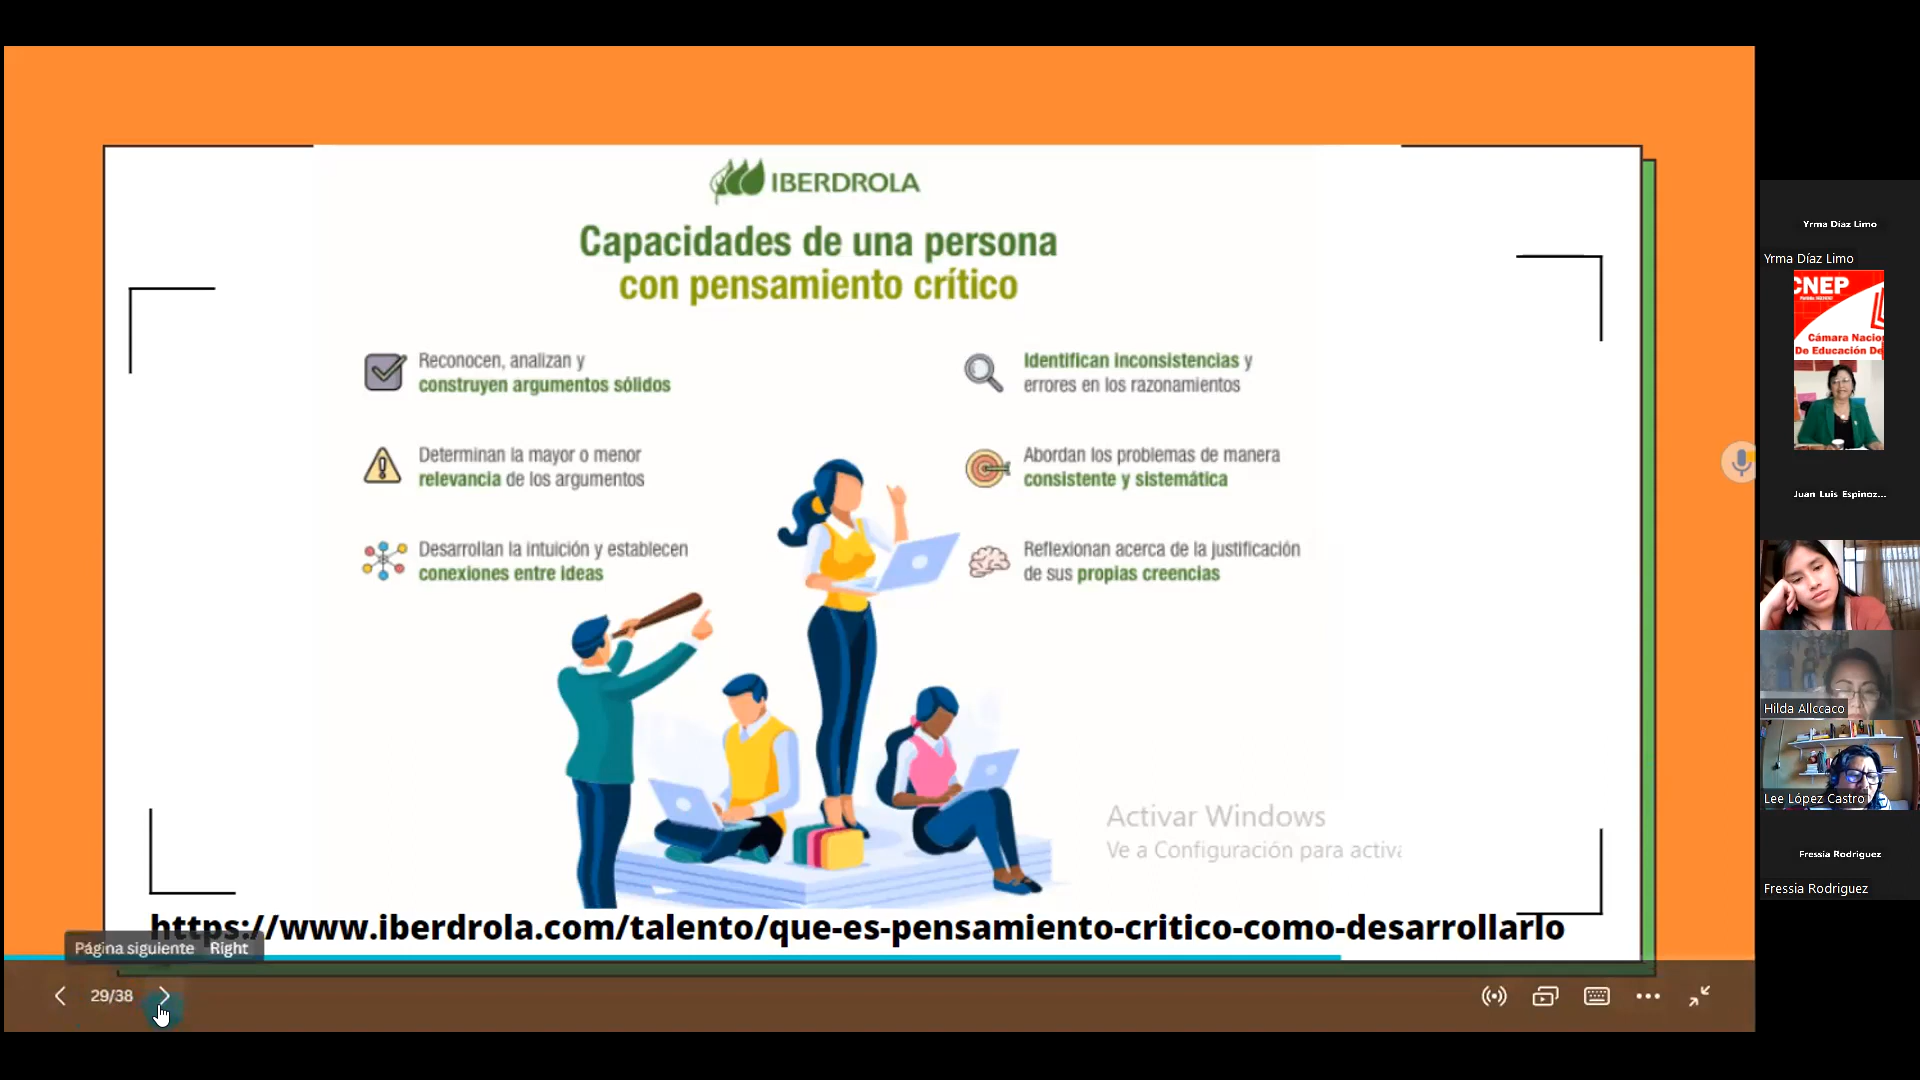 IBERDROLA
Capacidades de una persona
con pensamiento crítico
Reconocen, analizan y
construyen argumentos sólidos
Determinan la mayor o menor
relevancia de los argumentos
Desarrollan la intuición y establecen
conexiones entre ideas
Identifican inconsistencias y
errores en los razonamientos
Abordan los problemas de manera
consistente y sistemática
Reflexionan acerca de la justificación
de sus propias creencias
Activar Windows
Ve a Configuración para activa
https://www.iberdrola.com/talento/que-es-pensamiento-critico-como-desarrollarlo
Página siguiente Right
29/38
Yrma Díaz Limo
Yrma Díaz Limo
CNEP
Cámara Nacio
De Educación De
Juan Luis Espinoz...
Hilda Allccaco
Lee López Castro
Fressia Rodriguez
Fressia Rodriguez